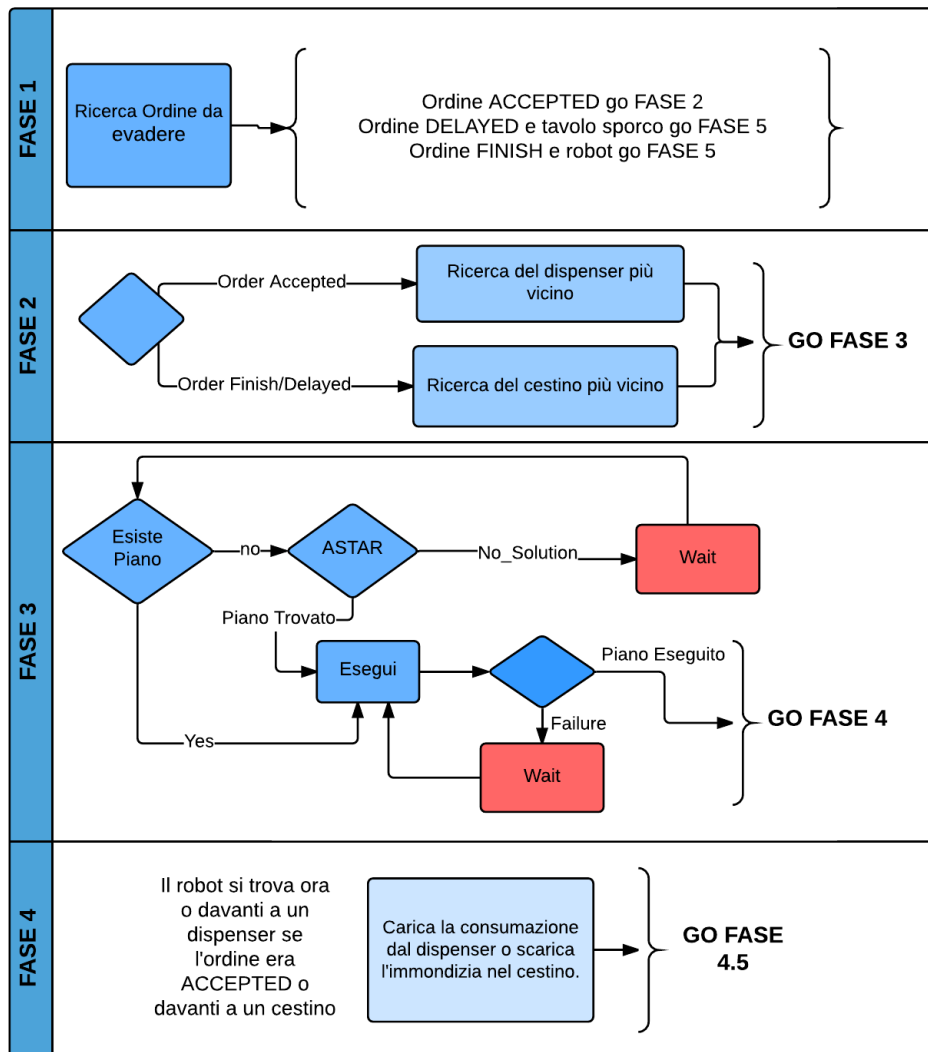 FASE 1
Ricerca Ordine da
evadere
Ordine ACCEPTED go FASE 2
Ordine DELAYED e tavolo sporco go FASE 5
Ordine FINISH e robot go FASE 5
FASE 2
Order Accepted
Ricerca del dispenser più
vicino
Order Finish/Delayed
Ricerca del cestino più vicino
GO FASE 3
FASE 3
Esiste
Piano
no
ASTAR
No_Solution
Wait
Piano Trovato
Esegui
Piano Eseguito
GO FASE 4
Yes
Failure
Wait
FASE 4
Il robot si trova ora
o davanti a un
dispenser se
l'ordine era
ACCEPTED o
davanti a un cestino
Carica la consumazione
dal dispenser o scarica
l'immondizia nel cestino.
GO FASE
4.5